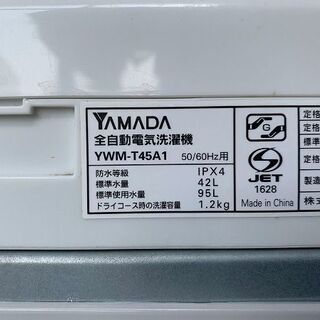 YAMADA
全自動電気洗濯機
YWM-T45A1 50/60Hz用
防水等級 IPX4
標準水量 42L
標準使用水量 95L
ドライコース時の洗濯容量 1.2kg
G
S
JET
1628
Made in China
定格
定格
標準
製造
株式